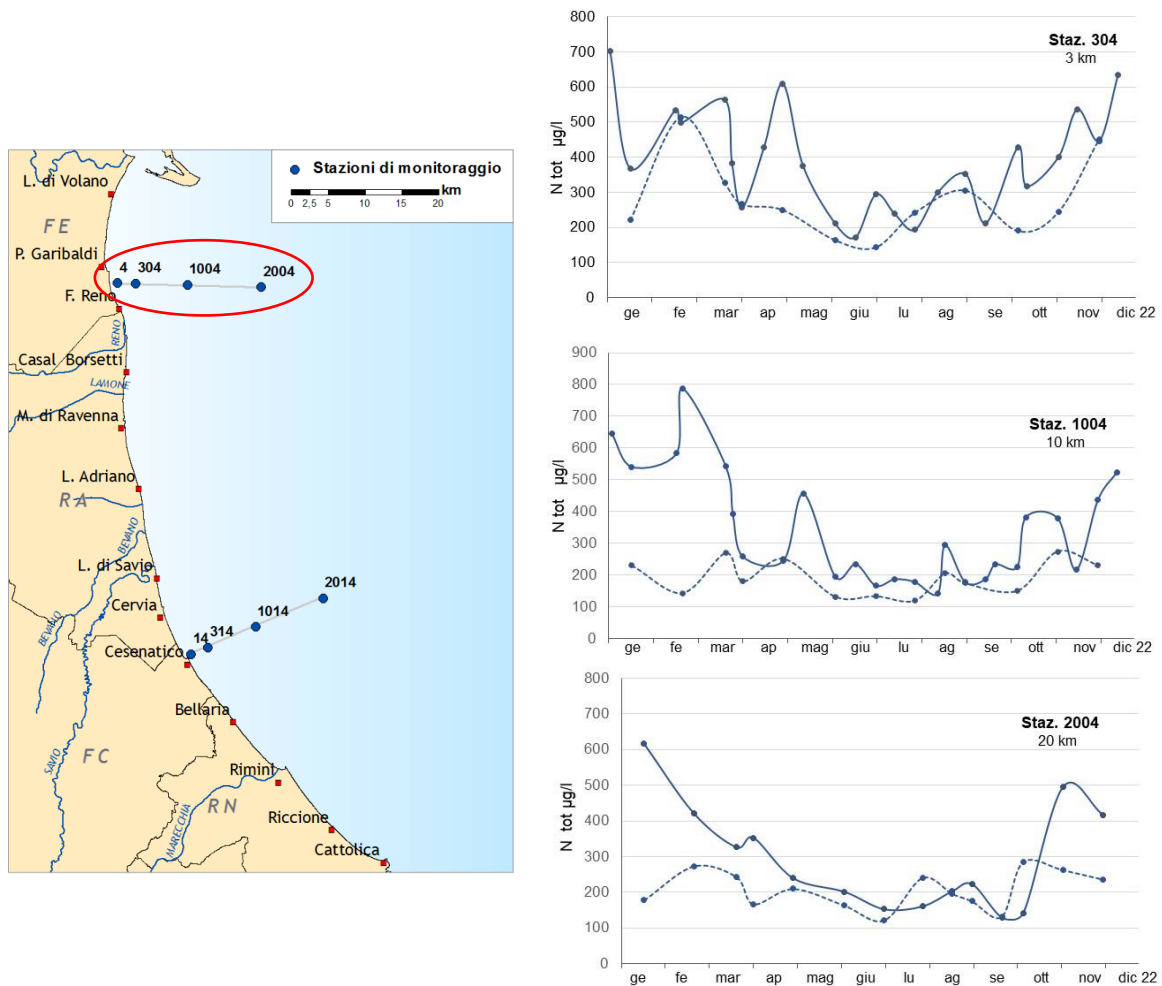 Stazioni di monitoraggio
km
0 2,5 5 10 15 20
L. di Volano
FE
P. Garibaldi
4 304 1004 2004
F. Reno
RENO
Casal Borsetti
LAMONE
M. di Ravenna
L. Adriano
RA
BEVANO
L. di Savio
2014
Cervia
BEVANO
1014
14 314
Cesenatico
Bellaria
SAVIO
FC
Rimini
RN
MARECCHIA
Riccione
Cattolica
Staz. 304
3 km
N tot µg/l
800
700
600
500
400
300
200
100
0
ge fe mar ap mag giu lu ag se ott nov dic 22
Staz. 1004
10 km
N tot µg/l
900
800
700
600
500
400
300
200
100
0
ge fe mar ap mag giu lu ag se ott nov dic 22
Staz. 2004
20 km
N tot µg/l
800
700
600
500
400
300
200
100
0
ge fe mar ap mag giu lu ag se ott nov dic 22